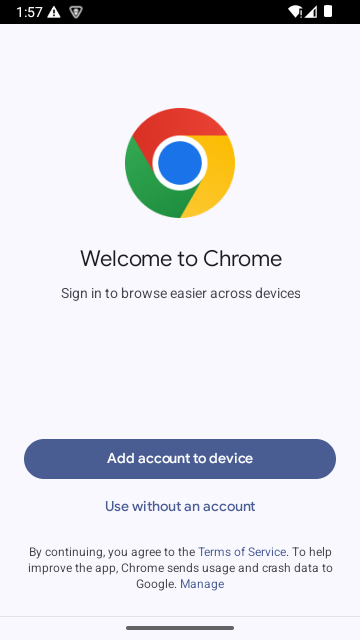 1:57
Welcome to Chrome
Sign in to browse easier across devices
Add account to device
Use without an account
By continuing, you agree to the Terms of Service. To help
improve the app, Chrome sends usage and crash data to
Google. Manage